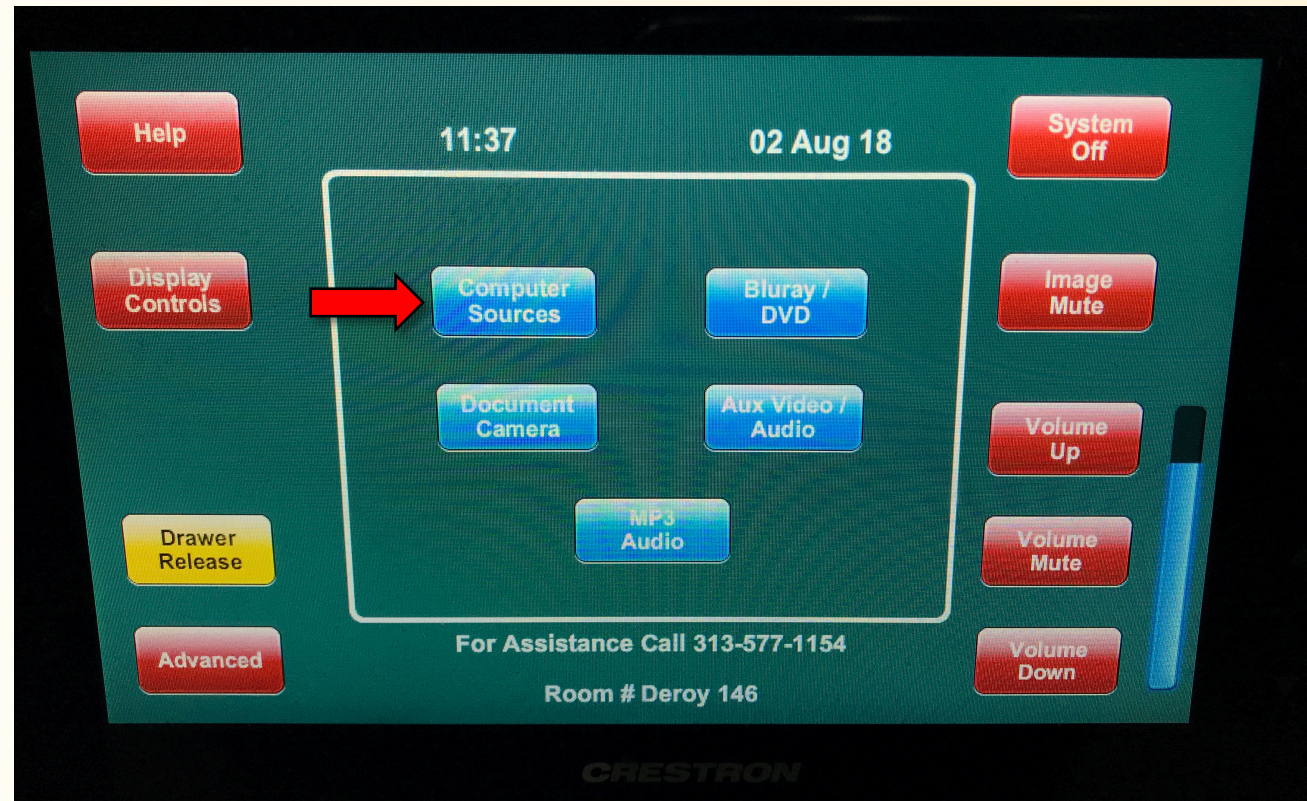 Help
11:37
02 Aug 18
System
Off
Display
Controls
Computer
Sources
Bluray /
DVD
Image
Mute
Document
Camera
Aux Video /
Audio
Volume
Up
MP3
Audio
Drawer
Release
Volume
Mute
Advanced
For Assistance Call 313-577-1154
Volume
Down
Room # Deroy 146
CRESTRON